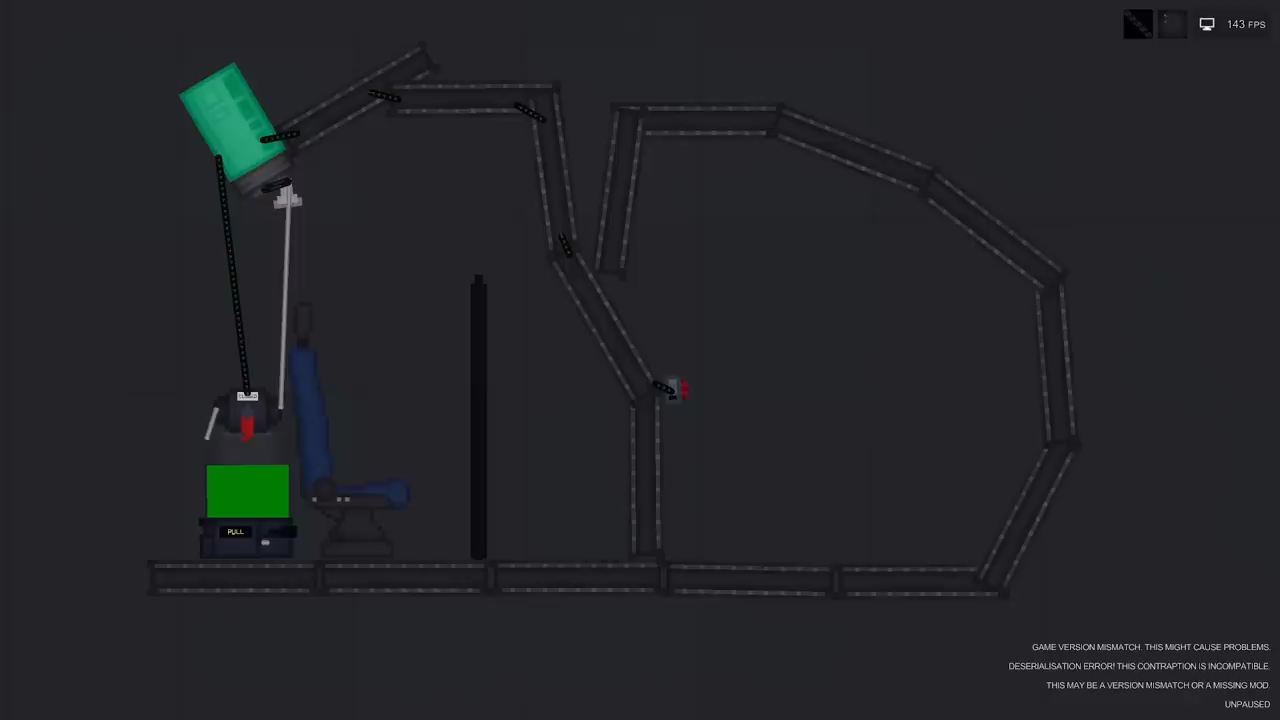 143 FPS
PULL
GAME VERSION MISMATCH. THIS MIGHT CAUSE PROBLEMS.
DESERIALISATION ERROR! THIS CONTRAPTION IS INCOMPATIBLE.
THIS MAY BE A VERSION MISMATCH OR A MISSING MOD.
UNPAUSED